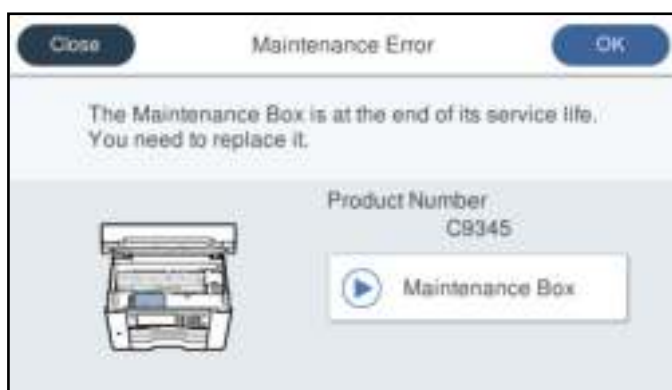 Close
Maintenance Error
OK
The Maintenance Box is at the end of its service life.
You need to replace it.
Product Number
C9345
Maintenance Box